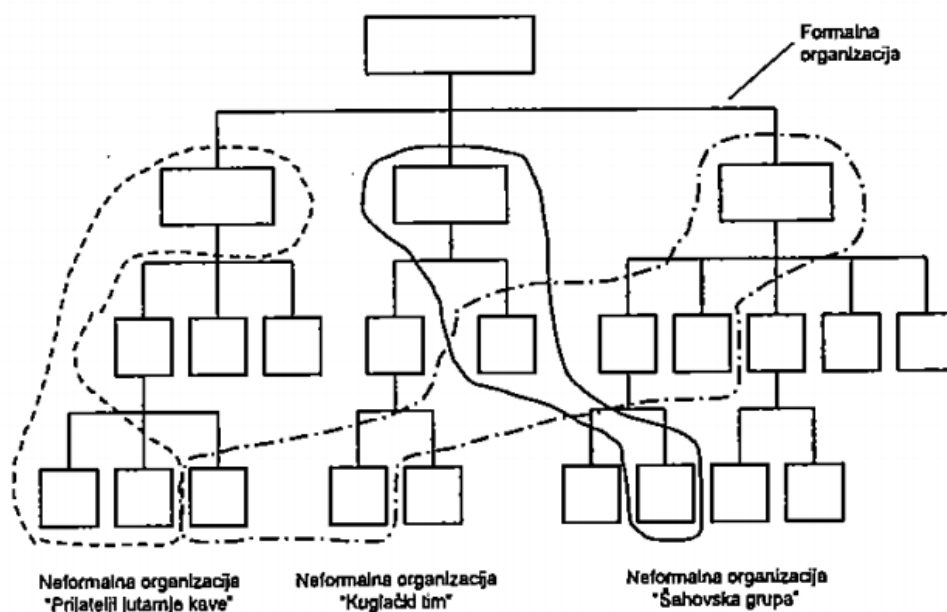 Formalna
organizacija
Neformalna organizacija
"Prijatelji jutarnje kave"
Neformalna organizacija
"Kuglački tim"
Neformalna organizacija
"Šahovska grupa"